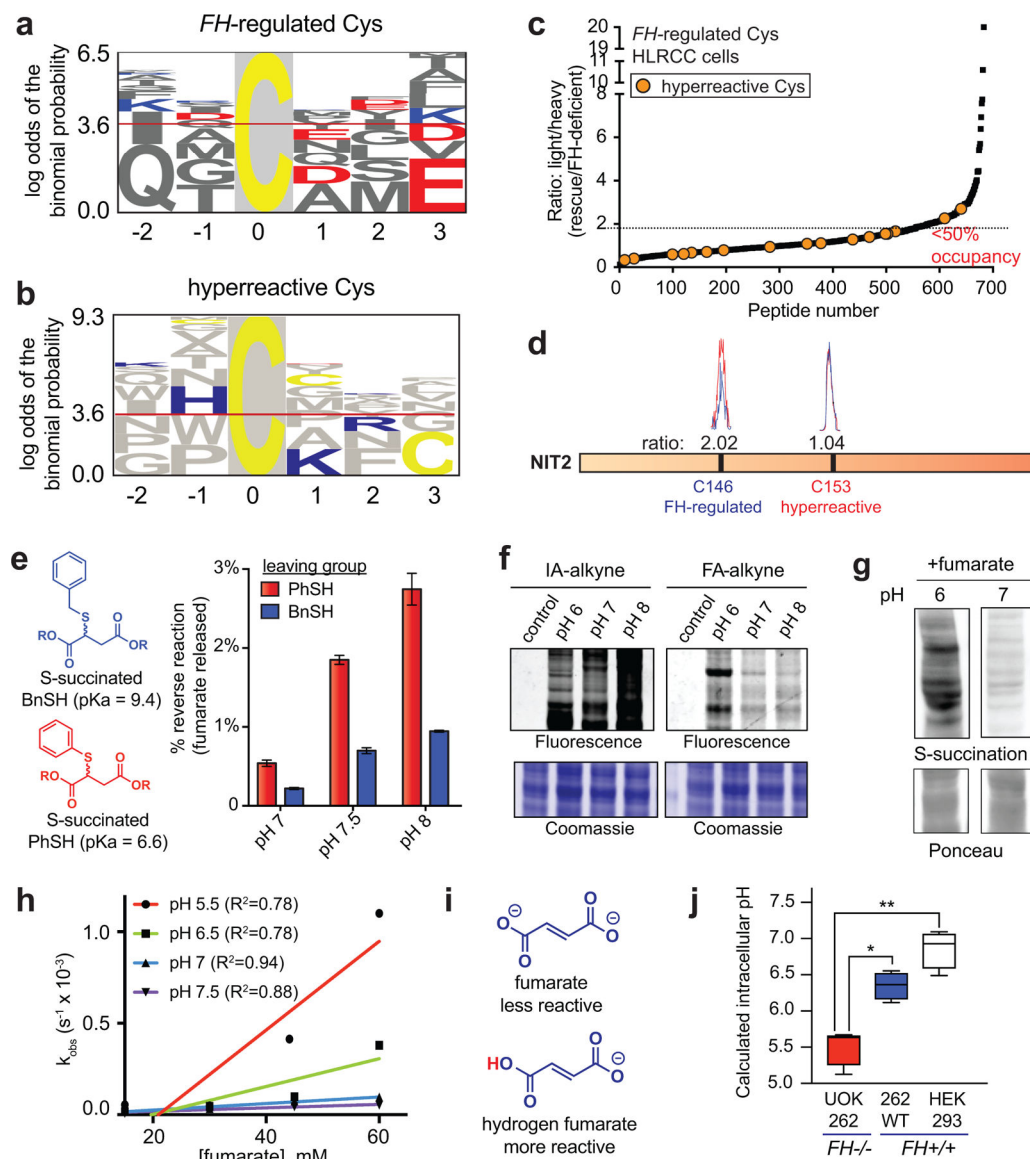 a
FH-regulated Cys
log odds of the
binomial probability
6.5
3.6
0.0
C
-2 -1 0 1 2 3
b
hyperreactive Cys
log odds of the
binomial probability
9.3
3.6
0.0
C
-2 -1 0 1 2 3
c
Ratio: light/heavy
(rescue/FH-deficient)
20
15
10
8
6
4
2
0
FH-regulated Cys
HLRCC cells
hyperreactive Cys
<50%
occupancy
0 100 200 300 400 500 600 700
Peptide number
d
ratio: 2.02 1.04
NIT2
C146 C153
FH-regulated hyperreactive
e
S
RO
O
O
OR
S-succinated
BnSH (pKa = 9.4)
S
RO
O
O
OR
S-succinated
PhSH (pKa = 6.6)
% reverse reaction
(fumarate released)
3%
2%
1%
0
leaving group
PhSH
BnSH
pH 7 pH 7.5 pH 8
f
IA-alkyne FA-alkyne
control pH 6 pH 7 pH 8 control pH 6 pH 7 pH 8
Fluorescence Fluorescence
Coomassie Coomassie
g
+fumarate
pH 6 7
S-succination
Ponceau
h
kobs (s-1 x 10-3)
1.0
0.5
0.0
pH 5.5 (R2=0.78)
pH 6.5 (R2=0.78)
pH 7 (R2=0.94)
pH 7.5 (R2=0.88)
20 40 60
[fumarate], mM
i
O
O
O
O
fumarate
less reactive
HO
O
O
O
hydrogen fumarate
more reactive
j
Calculated intracellular pH
7.5
7.0
6.5
6.0
5.5
5.0
**
*
UOK 262 HEK
262 WT 293
FH-/- FH+/+